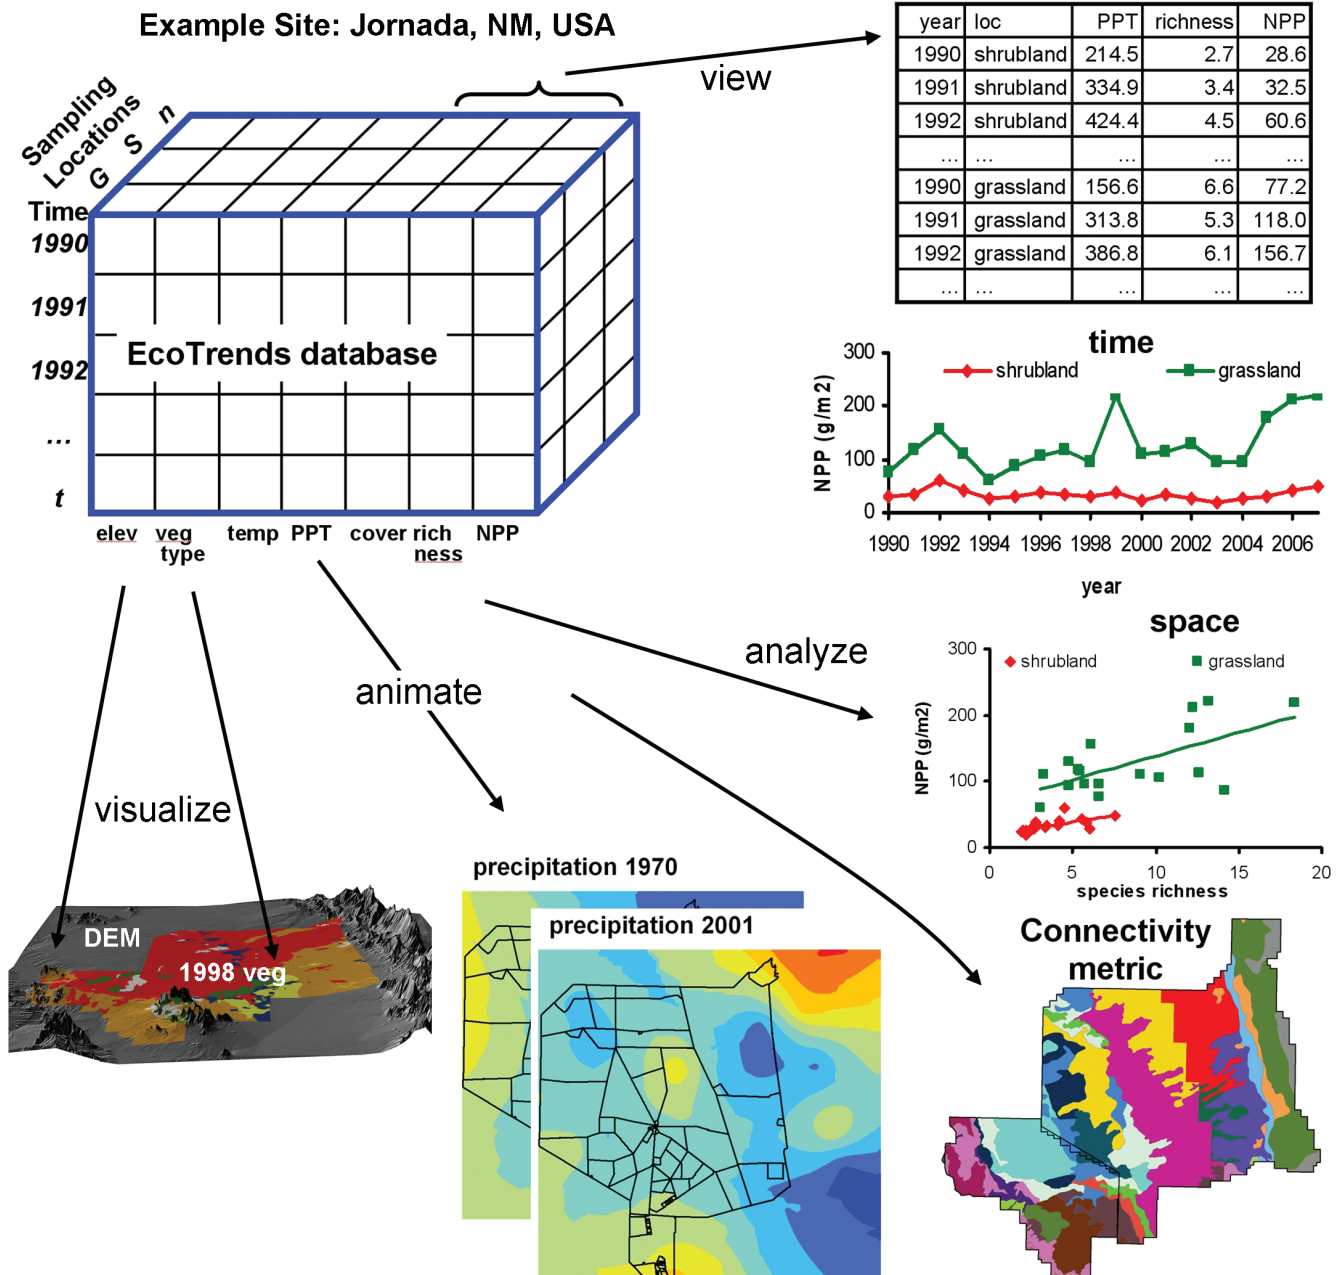 Example Site: Jornada, NM, USA
Sampling
Locations
G S n
Time
1990
1991
1992
...
t
EcoTrends database
elev veg type temp PPT cover rich ness NPP
view
year loc PPT richness NPP
1990 shrubland 214.5 2.7 28.6
1991 shrubland 334.9 3.4 32.5
1992 shrubland 424.4 4.5 60.6
... ... ... ... ...
1990 grassland 156.6 6.6 77.2
1991 grassland 313.8 5.3 118.0
1992 grassland 386.8 6.1 156.7
... ... ... ... ...
time
shrubland grassland
NPP (g/m2)
300
200
100
0
1990 1992 1994 1996 1998 2000 2002 2004 2006
year
analyze
space
shrubland grassland
NPP (g/m2)
300
200
100
0
0 5 10 15 20
species richness
animate
visualize
DEM
1998 veg
precipitation 1970
precipitation 2001
Connectivity
metric